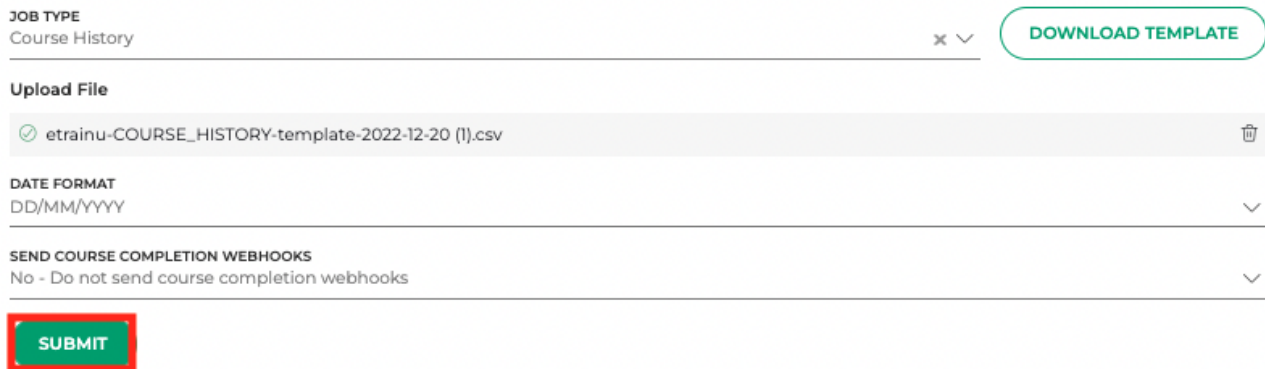 JOB TYPE
Course History
DOWNLOAD TEMPLATE
Upload File
etrainu-COURSE_HISTORY-template-2022-12-20 (1).csv
DATE FORMAT
DD/MM/YYYY
SEND COURSE COMPLETION WEBHOOKS
No - Do not send course completion webhooks
SUBMIT